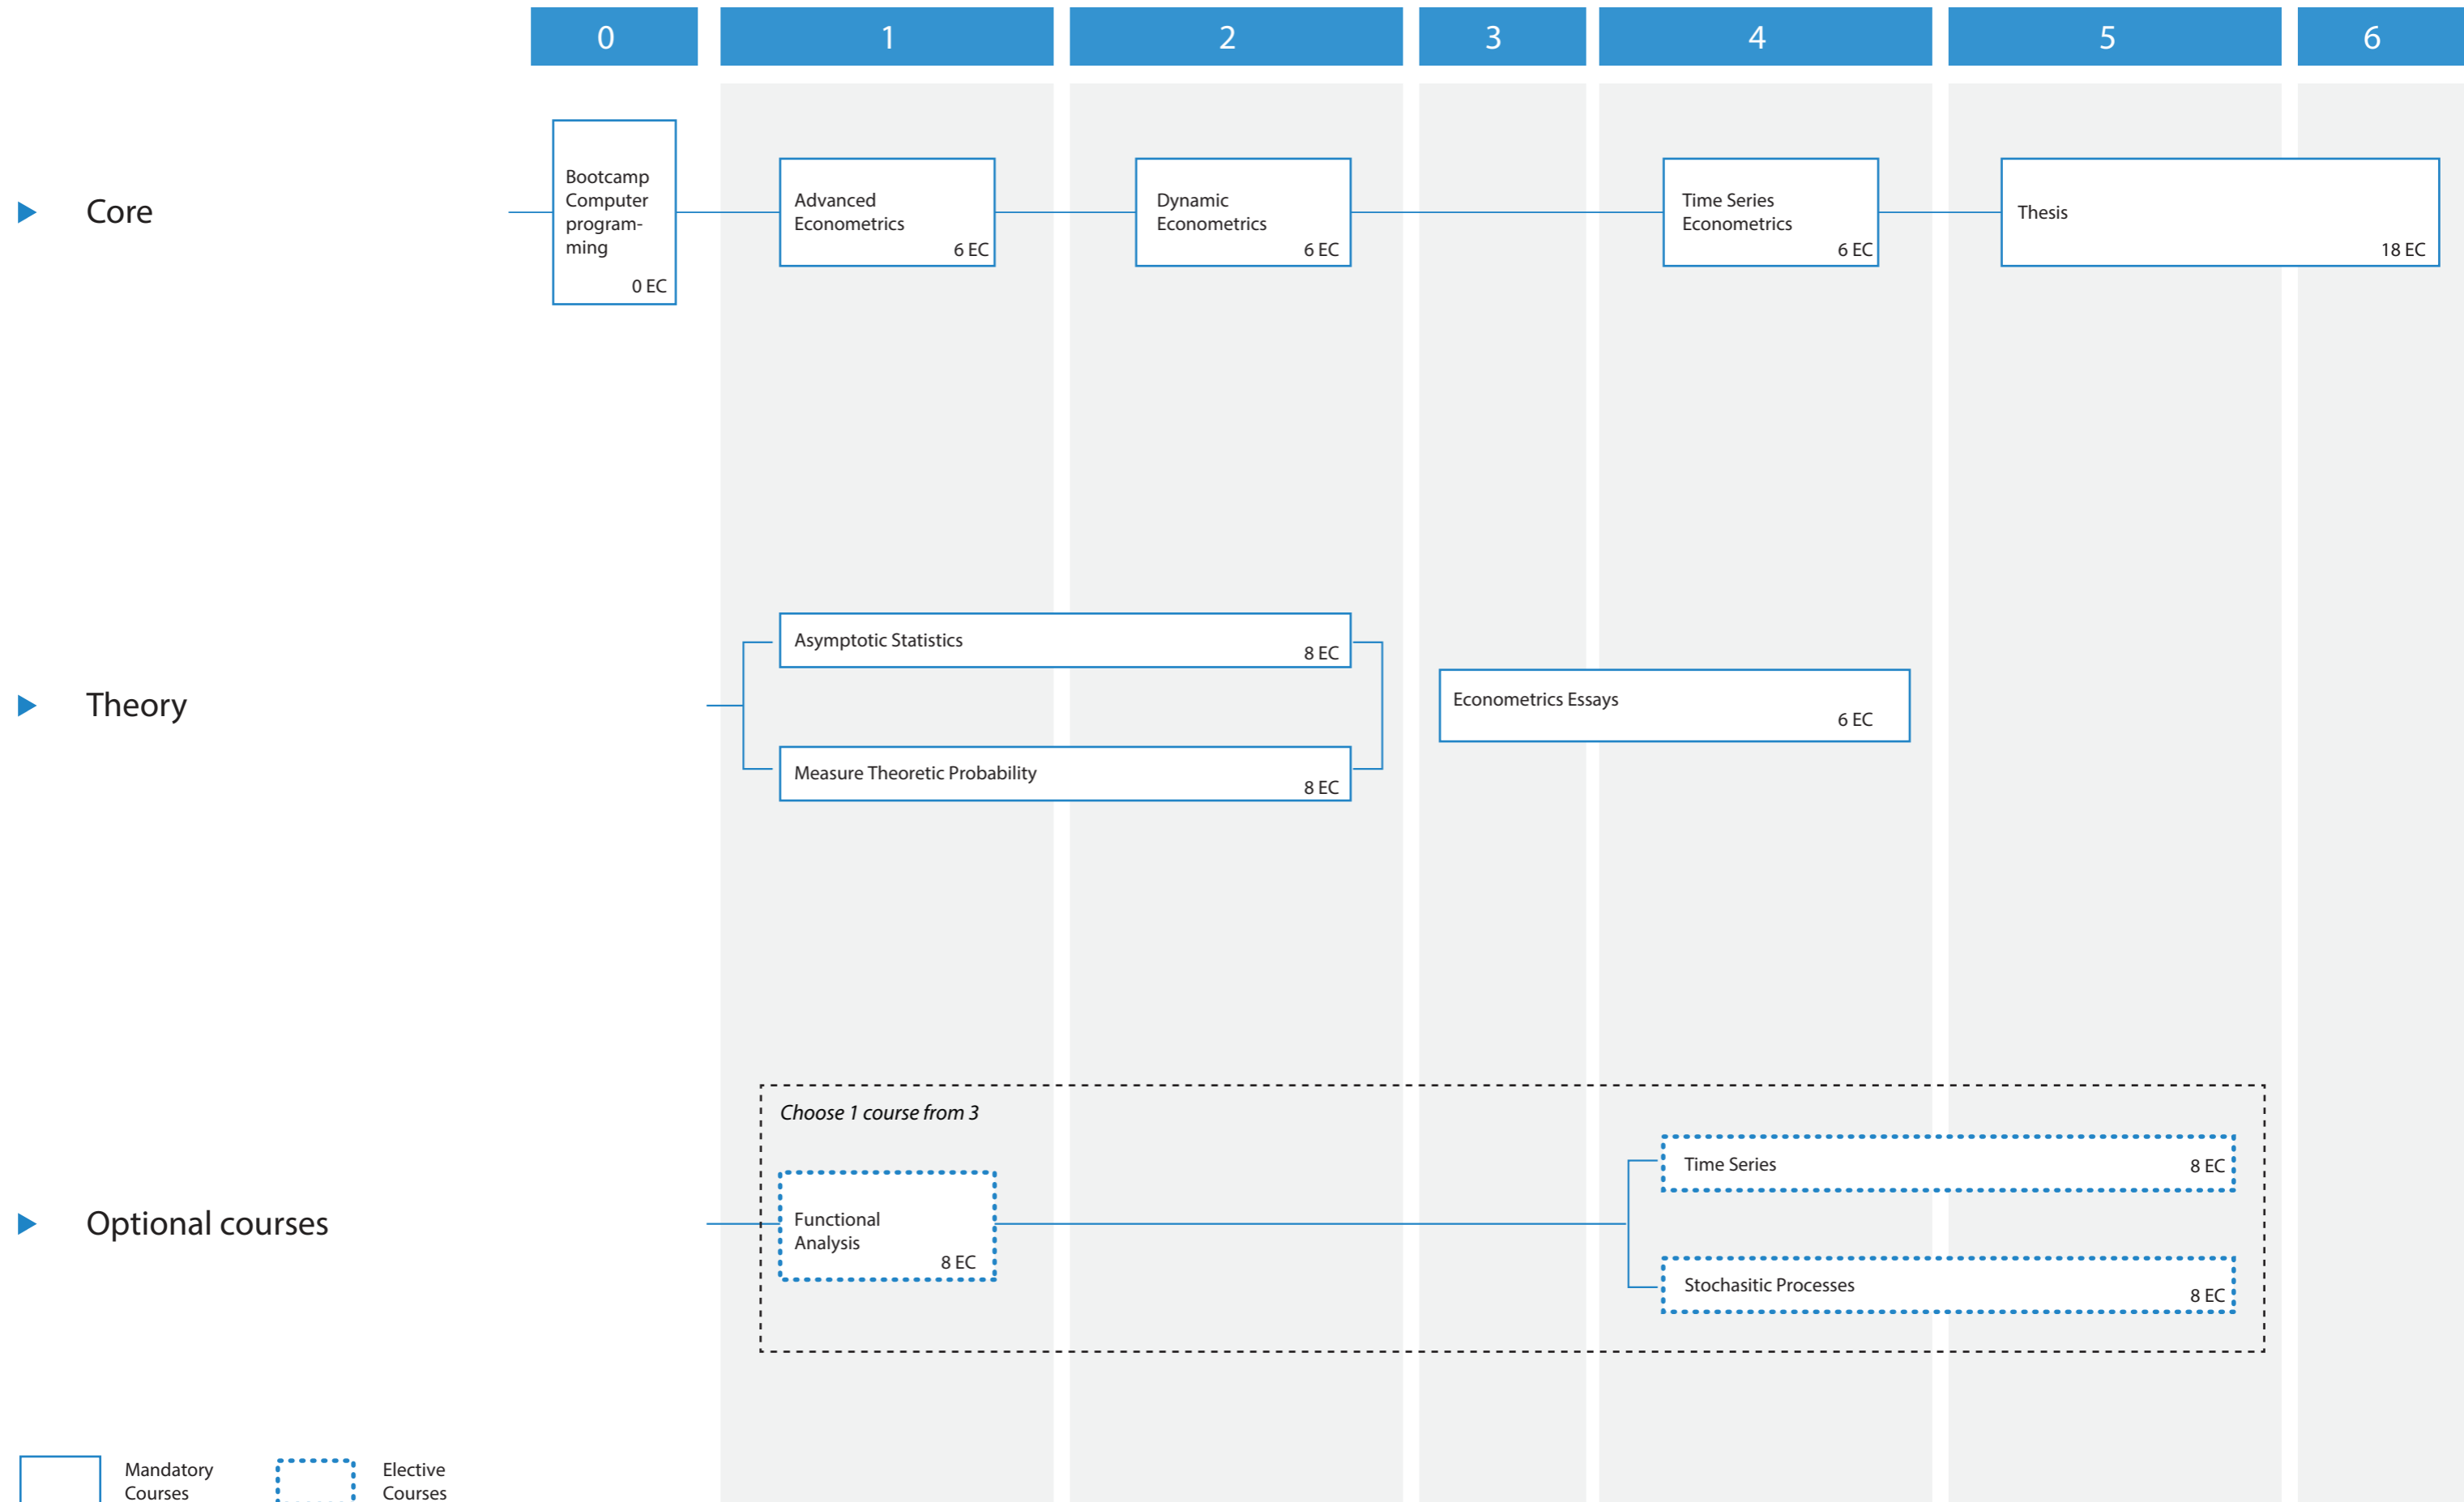 0 1 2 3 4 5 6
Core
Bootcamp
Computer
program-
ming
0 EC
Advanced
Econometrics
6 EC
Dynamic
Econometrics
6 EC
Time Series
Econometrics
6 EC
Thesis
18 EC
Theory
Asymptotic Statistics
8 EC
Measure Theoretic Probability
8 EC
Econometrics Essays
6 EC
Optional courses
Choose 1 course from 3
Functional
Analysis
8 EC
Time Series
8 EC
Stochasitic Processes
8 EC
Mandatory
Courses
Elective
Courses